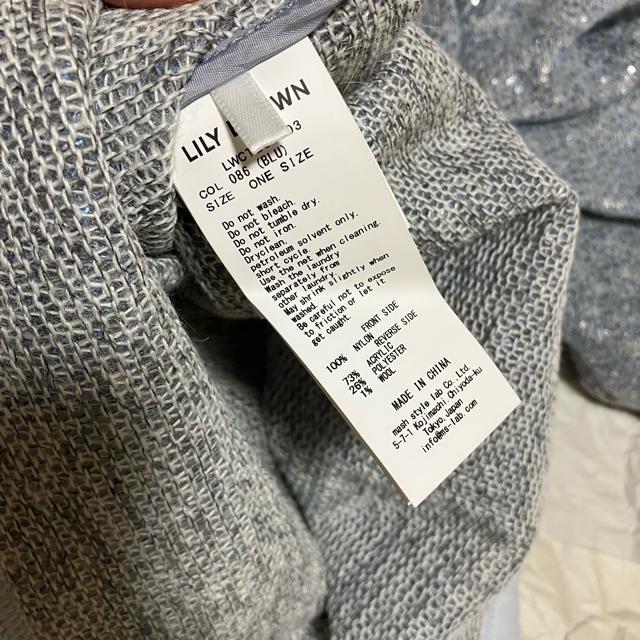 LILY
LWC
COL 086 (BLU)
SIZE ONE SIZE
Do not wash.
Do not bleach.
Do not tumble dry.
Do not iron.
Dryclean,
petroleum solvent only.
Short cycle.
Use the net when cleaning.
Wash the laundry
separately from
other laundry.
May shrink slightly when
washed.
Be careful not to expose
to friction or let it
get caught.
FRONT SIDE
100% NYLON
REVERSE SIDE
73% ACRYLIC
26% POLYESTER
1% WOOL
MADE IN CHINA
mash style lab Co.,Ltd.
5-7-1 Kojimachi Chiyoda-ku
Tokyo,japan
info@ms-lab.com